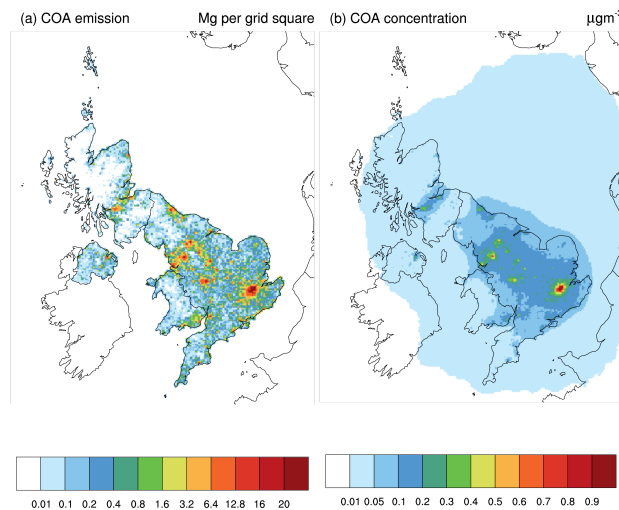 (a) COA emission Mg per grid square
(b) COA concentration μgm⁻³
0.01 0.1 0.2 0.4 0.8 1.6 3.2 6.4 12.8 16 20
0.01 0.05 0.1 0.2 0.3 0.4 0.5 0.6 0.7 0.8 0.9